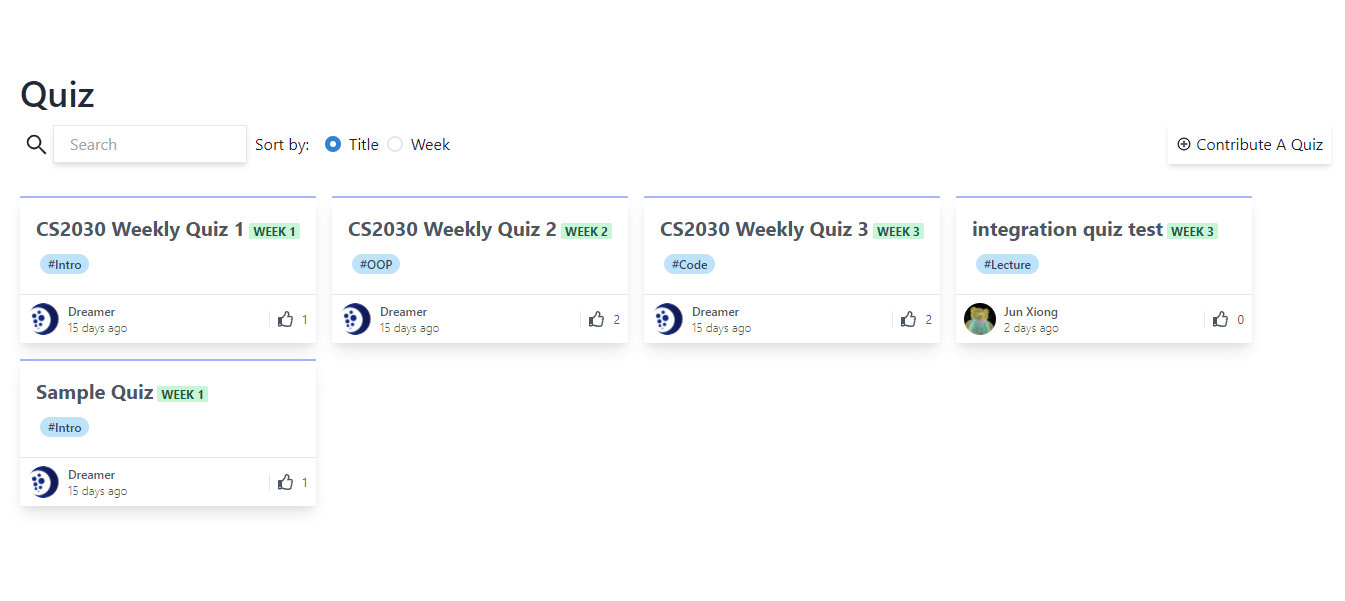 Quiz
Search Sort by: Title Week Contribute A Quiz
CS2030 Weekly Quiz 1 WEEK 1
#Intro
Dreamer
15 days ago
1
CS2030 Weekly Quiz 2 WEEK 2
#OOP
Dreamer
15 days ago
2
CS2030 Weekly Quiz 3 WEEK 3
#Code
Dreamer
15 days ago
2
integration quiz test WEEK 3
#Lecture
Jun Xiong
2 days ago
0
Sample Quiz WEEK 1
#Intro
Dreamer
15 days ago
1